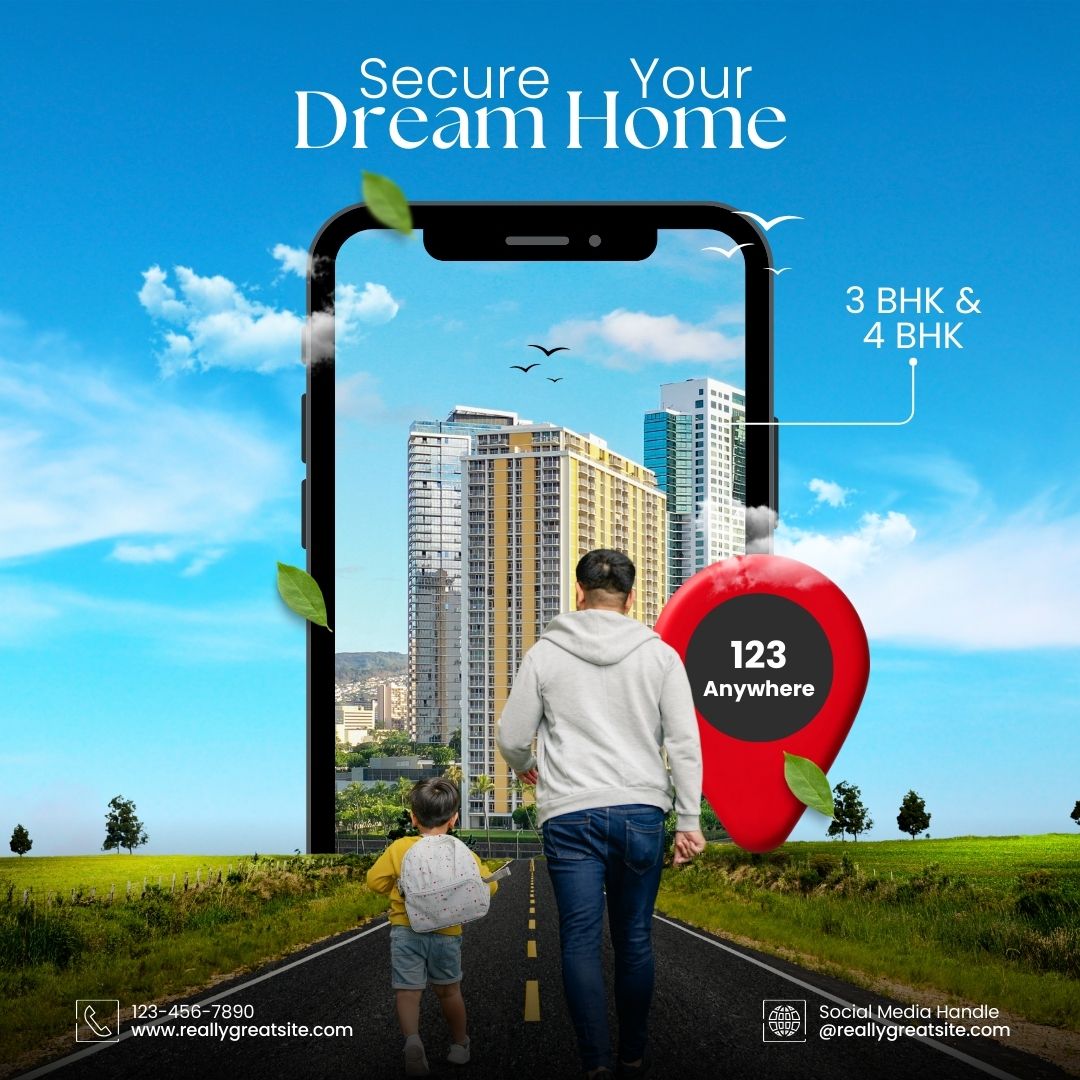 Secure Your
Dream Home
3 BHK &
4 BHK
123
Anywhere
123-456-7890
www.reallygreatsite.com
Social Media Handle
@reallygreatsite.com